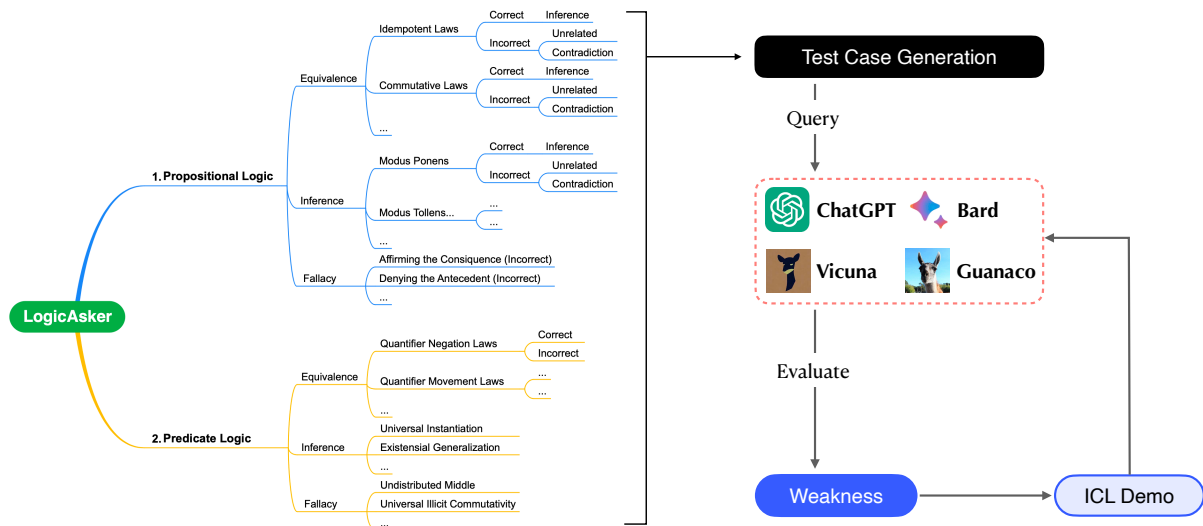 LogicAsker
1. Propositional Logic
Equivalence
Idempotent Laws
Correct
Inference
Incorrect
Unrelated
Contradiction
Commutative Laws
Correct
Inference
Incorrect
Unrelated
Contradiction
...
Inference
Modus Ponens
Correct
Inference
Incorrect
Unrelated
Contradiction
Modus Tollens...
...
...
...
Fallacy
Affirming the Consiquence (Incorrect)
Denying the Antecedent (Incorrect)
...
2. Predicate Logic
Equivalence
Quantifier Negation Laws
Correct
Incorrect
Quantifier Movement Laws
...
...
...
Inference
Universal Instantiation
Existensial Generalization
...
Fallacy
Undistributed Middle
Universal Illicit Commutativity
...
Test Case Generation
Query
ChatGPT
Bard
Vicuna
Guanaco
Evaluate
Weakness
ICL Demo